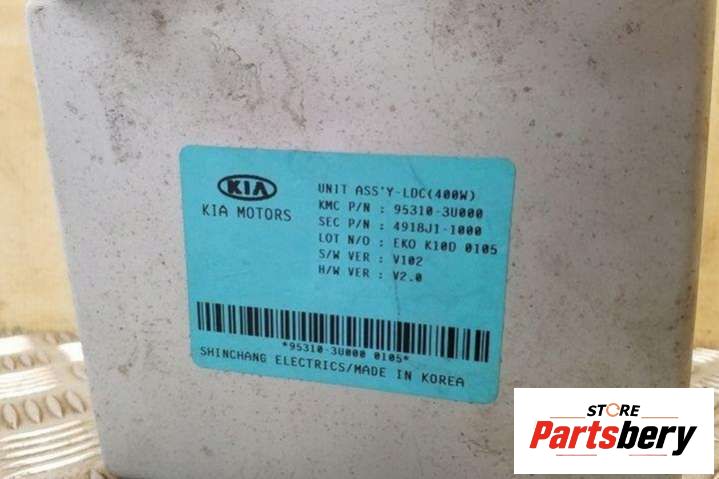 KIA
KIA MOTORS
UNIT ASS'Y-LDC(400W)
KMC P/N : 95310-3U000
SEC P/N : 4918J1-1000
LOT N/O : EKO K10D 0105
S/W VER : V102
H/W VER : V2.0
*95310-3U000 0105*
SHINCHANG ELECTRICS/MADE IN KOREA
STORE
Partsbery